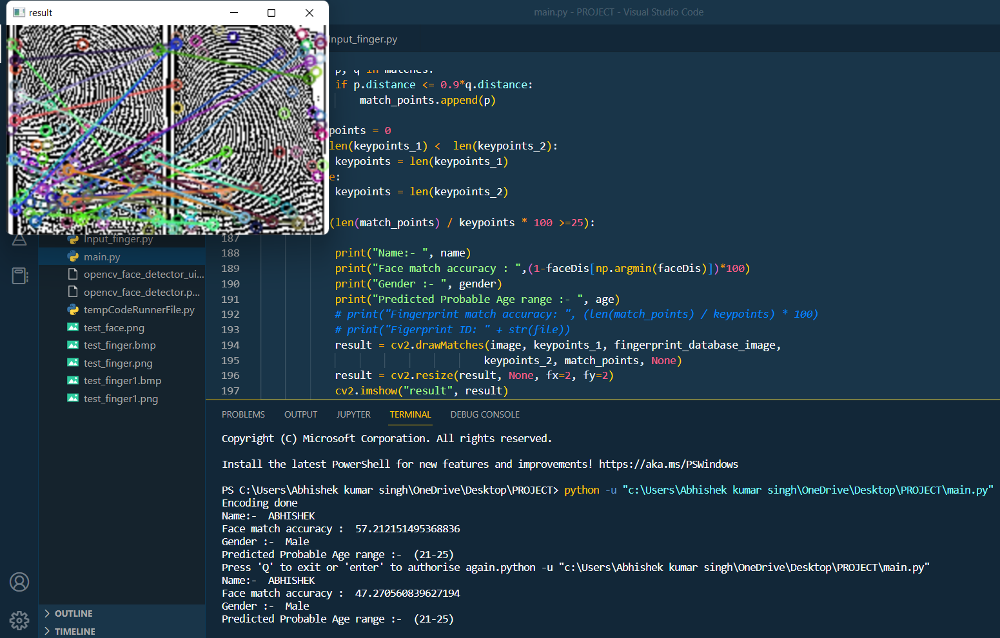 result
main.py - PROJECT - Visual Studio Code
Input_finger.py
p, q in matches:
if p.distance <= 0.9*q.distance:
match_points.append(p)
points = 0
len(keypoints_1) <  len(keypoints_2):
keypoints = len(keypoints_1)
e:
keypoints = len(keypoints_2)
(len(match_points) / keypoints * 100 >=25):
187
188 print("Name:- ", name)
189 print("Face match accuracy : ",(1-faceDis[np.argmin(faceDis)])*100)
190 print("Gender :- ", gender)
191 print("Predicted Probable Age range :- ", age)
192 # print("Fingerprint match accuracy: ", (len(match_points) / keypoints) * 100)
193 # print("Figerprint ID: " + str(file))
194 result = cv2.drawMatches(image, keypoints_1, fingerprint_database_image,
195 keypoints_2, match_points, None)
196 result = cv2.resize(result, None, fx=2, fy=2)
197 cv2.imshow("result", result)
Input_finger.py
main.py
opencv_face_detector_ui...
opencv_face_detector.p...
tempCodeRunnerFile.py
test_face.png
test_finger.bmp
test_finger.png
test_finger1.bmp
test_finger1.png
OUTLINE
TIMELINE
PROBLEMS OUTPUT JUPYTER TERMINAL DEBUG CONSOLE
Copyright (C) Microsoft Corporation. All rights reserved.
Install the latest PowerShell for new features and improvements! https://aka.ms/PSWindows
PS C:\Users\Abhishek kumar singh\OneDrive\Desktop\PROJECT> python -u "c:\Users\Abhishek kumar singh\OneDrive\Desktop\PROJECT\main.py"
Encoding done
Name:-  ABHISHEK
Face match accuracy :  57.212151495368836
Gender :-  Male
Predicted Probable Age range :-  (21-25)
Press 'Q' to exit or 'enter' to authorise again.python -u "c:\Users\Abhishek kumar singh\OneDrive\Desktop\PROJECT\main.py"
Name:-  ABHISHEK
Face match accuracy :  47.270560839627194
Gender :-  Male
Predicted Probable Age range :-  (21-25)